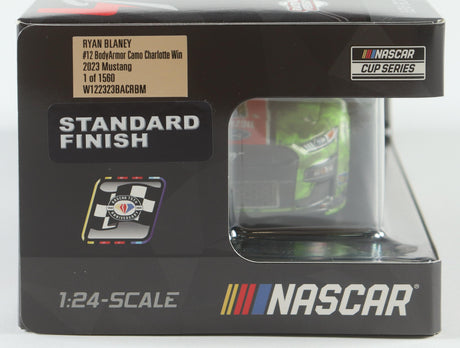 RYAN BLANEY
#12 BodyArmor Camo Charlotte Win
2023 Mustang
1 of 1560
W122323BACRBM
NASCAR
CUP SERIES
STANDARD
FINISH
1:24-SCALE
NASCAR